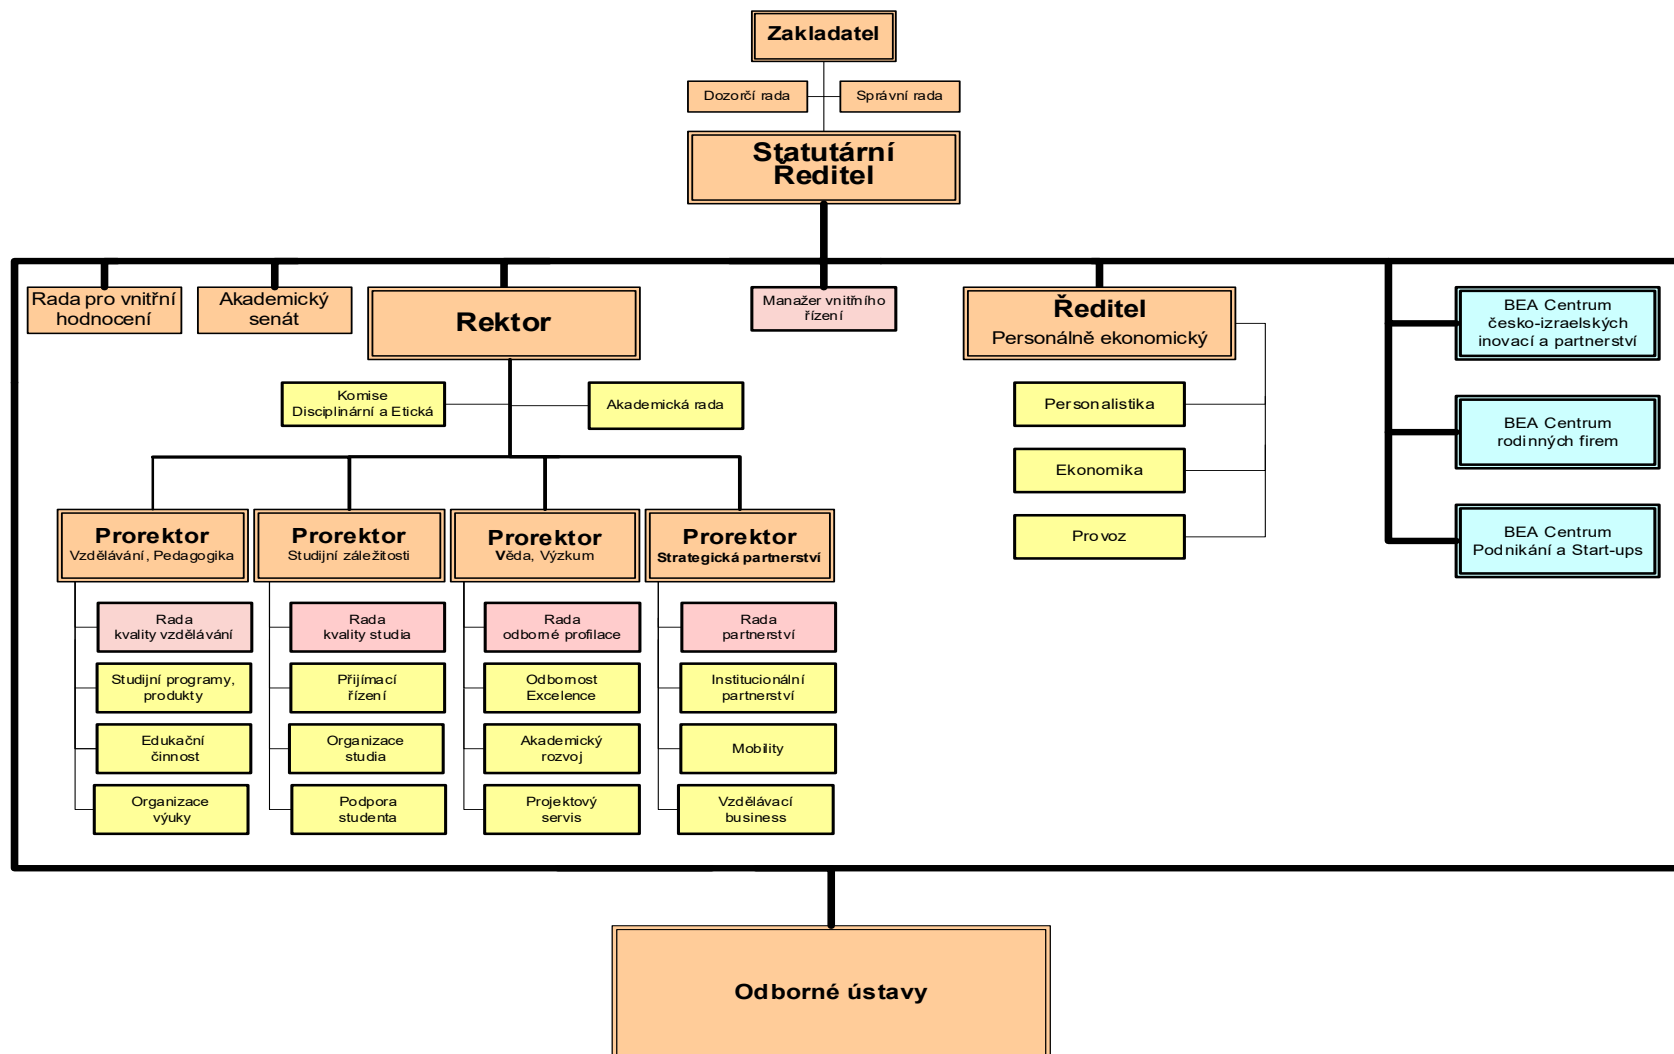 Zakladatel
Dozorčí rada
Správní rada
Statutární
Ředitel
Rada pro vnitřní
hodnocení
Akademický
senát
Rektor
Manažer vnitřního
řízení
Ředitel
Personálně ekonomický
BEA Centrum
česko-izraelských
inovací a partnerství
Komise
Disciplinární a Etická
Akademická rada
Personalistika
BEA Centrum
rodinných firem
Ekonomika
Provoz
BEA Centrum
Podnikání a Start-ups
Prorektor
Vzdělávání, Pedagogika
Prorektor
Studijní záležitosti
Prorektor
Věda, Výzkum
Prorektor
Strategická partnerství
Rada
kvality vzdělávání
Rada
kvality studia
Rada
odborné profilace
Rada
partnerství
Studijní programy,
produkty
Přijímací
řízení
Odbornost
Excelence
Institucionální
partnerství
Edukační
činnost
Organizace
studia
Akademický
rozvoj
Mobility
Organizace
výuky
Podpora
studenta
Projektový
servis
Vzdělávací
business
Odborné ústavy